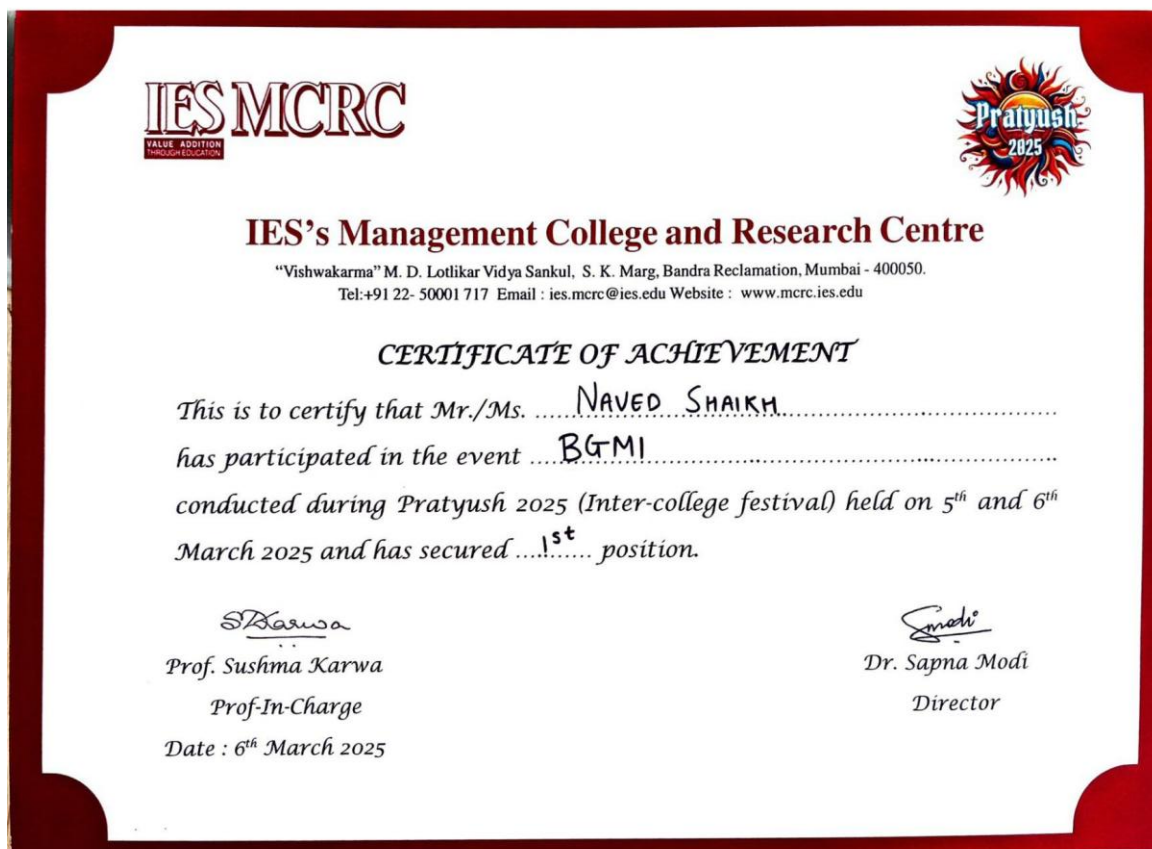 IES MCRC
VALUE ADDITION
THROUGH EDUCATION
Pratyush
2025
IES's Management College and Research Centre
"Vishwakarma" M. D. Lotlikar Vidya Sankul, S. K. Marg, Bandra Reclamation, Mumbai - 400050.
Tel:+91 22- 50001 717 Email : ies.mcrc@ies.edu Website : www.mcrc.ies.edu
CERTIFICATE OF ACHIEVEMENT
This is to certify that Mr./Ms. .....NAVED SHAIKH.....
has participated in the event .....BGMI.....
conducted during Pratyush 2025 (Inter-college festival) held on 5th and 6th
March 2025 and has secured ....1st...... position.
SDKarwa
Smodi
Prof. Sushma Karwa
Dr. Sapna Modi
Prof-In-Charge
Director
Date : 6th March 2025